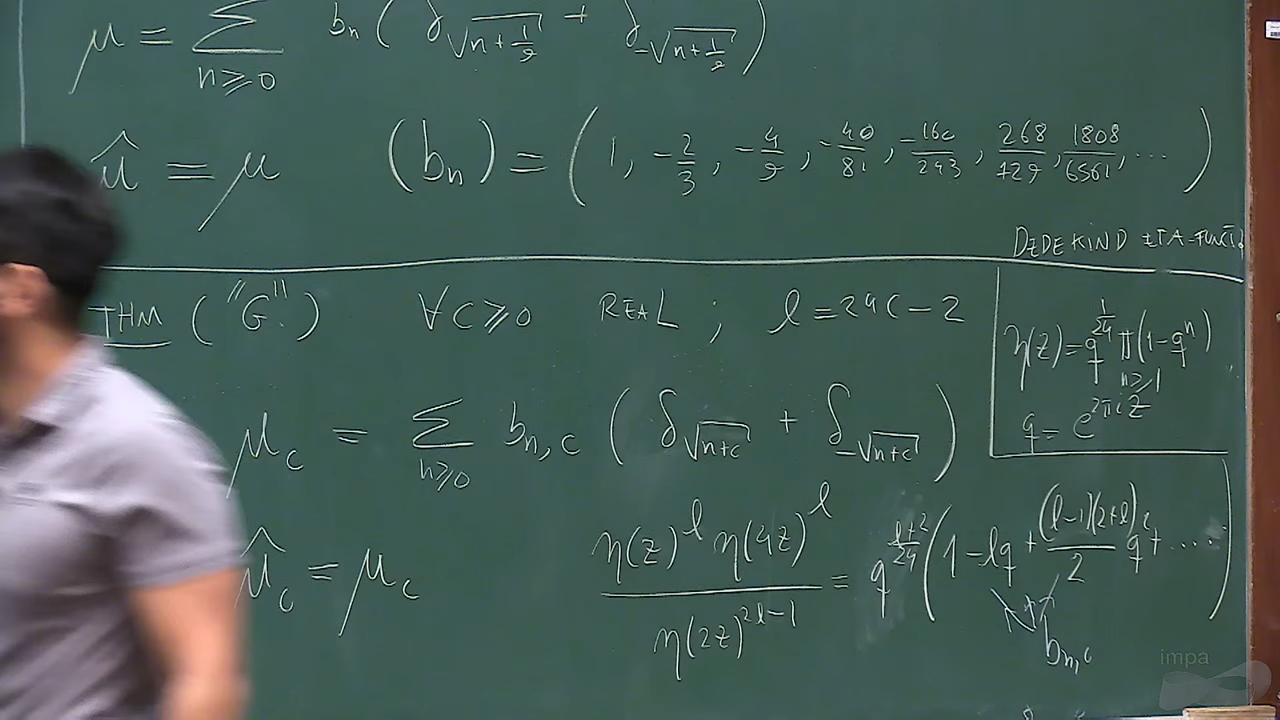 μ = Σ_{n≥0} b_n ( δ_{√(n+1/9)} + δ_{-√(n+1/9)} )
μ̂ = μ (b_n) = ( 1, -2/3, -4/9, -40/81, -160/243, 268/729, 1808/6561, ... )
DEDEKIND ETA-FUNCT
THM ("G.") ∀c≥0 REAL ; l = 24c-2
η(z) = q^{1/24} ∏_{n≥1} (1-q^n)
q = e^{2πiz}
μ_c = Σ_{n≥0} b_{n,c} ( δ_{√(n+c)} + δ_{-√(n+c)} )
μ̂_c = μ_c η(z)^l η(4z)^l / η(2z)^{2l-1} = q^{(l+2)/24} ( 1 - lq + (l-1)(2+l)/2 q^2 + .... )
b_{n,c}
impa